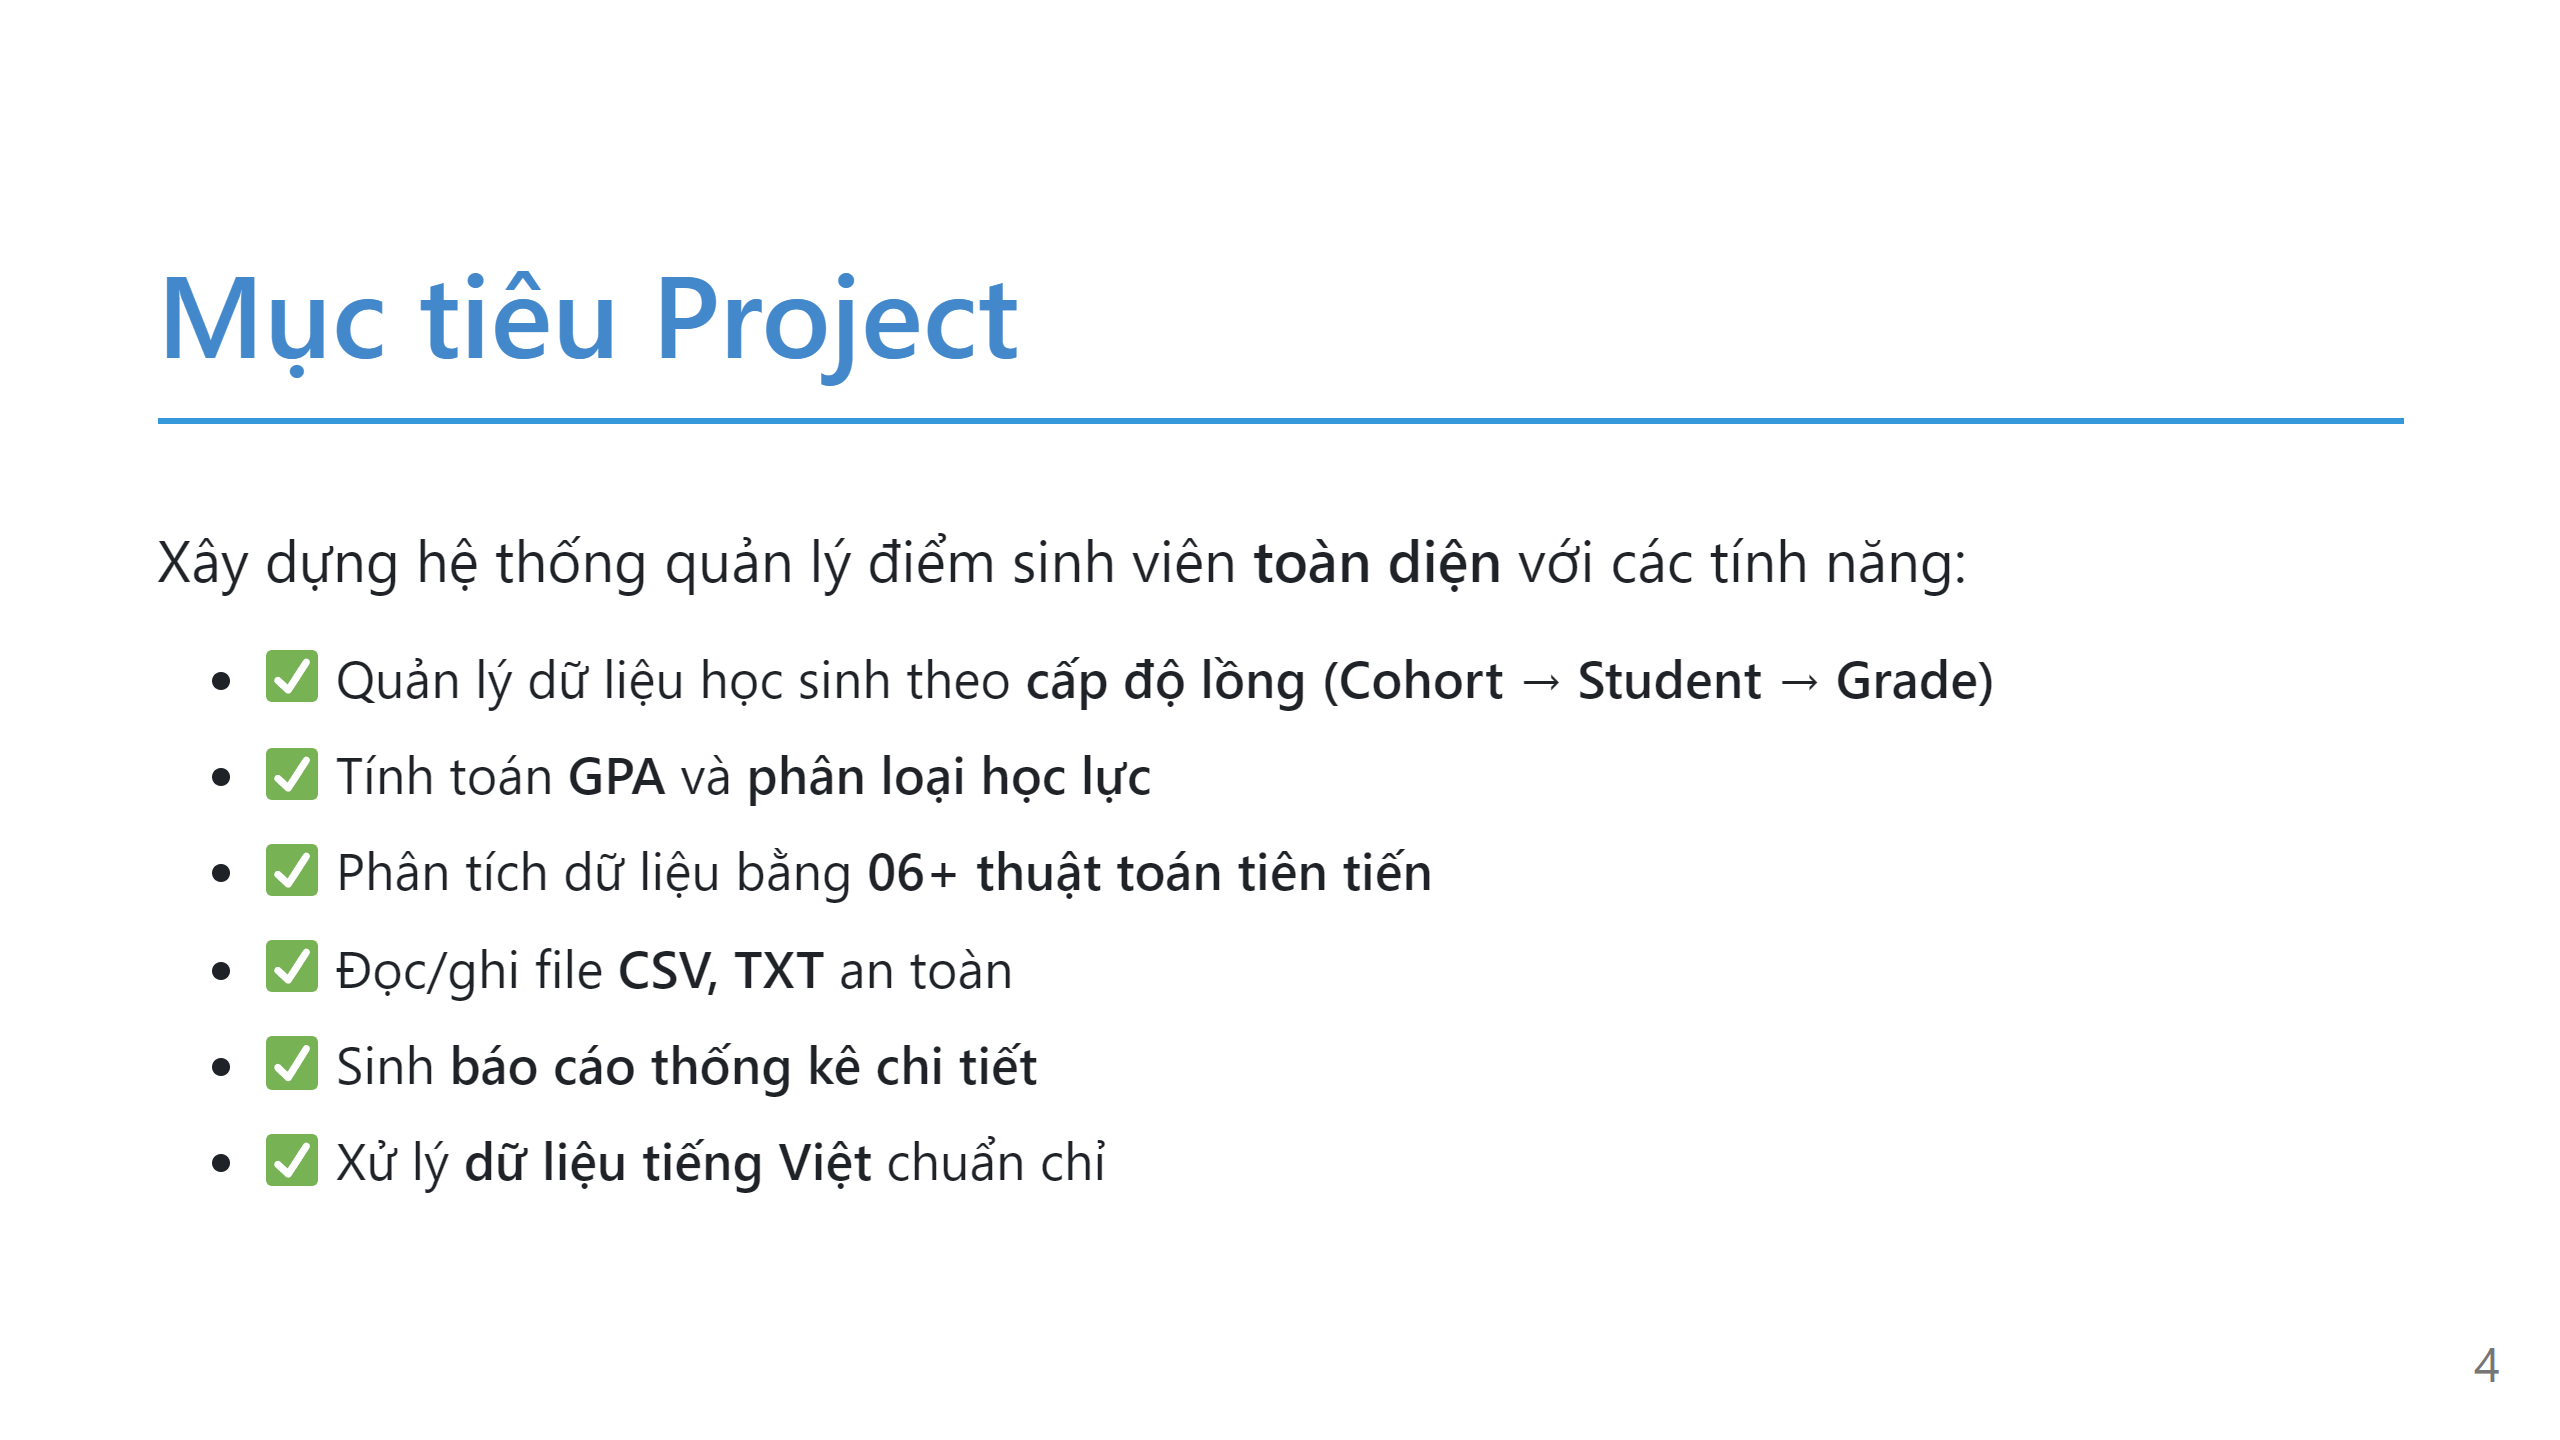 Mục tiêu Project
Xây dựng hệ thống quản lý điểm sinh viên toàn diện với các tính năng:
• ✅ Quản lý dữ liệu học sinh theo cấp độ lồng (Cohort → Student → Grade)
• ✅ Tính toán GPA và phân loại học lực
• ✅ Phân tích dữ liệu bằng 06+ thuật toán tiên tiến
• ✅ Đọc/ghi file CSV, TXT an toàn
• ✅ Sinh báo cáo thống kê chi tiết
• ✅ Xử lý dữ liệu tiếng Việt chuẩn chỉ
4